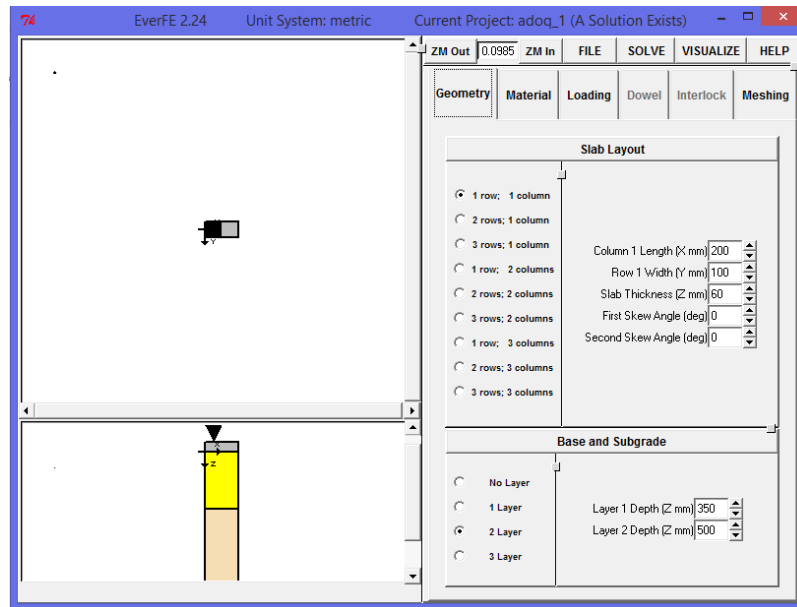 EverFE 2.24 Unit System: metric Current Project: adoq_1 (A Solution Exists)
ZM Out 0.0985 ZM In FILE SOLVE VISUALIZE HELP
Geometry Material Loading Dowel Interlock Meshing
Slab Layout
1 row; 1 column
2 rows; 1 column
3 rows; 1 column
1 row; 2 columns
2 rows; 2 columns
3 rows; 2 columns
1 row; 3 columns
2 rows; 3 columns
3 rows; 3 columns
Column 1 Length (X mm) 200
Row 1 Width (Y mm) 100
Slab Thickness (Z mm) 60
First Skew Angle (deg) 0
Second Skew Angle (deg) 0
Y
X
Z
Base and Subgrade
No Layer
1 Layer
2 Layer
3 Layer
Layer 1 Depth (Z mm) 350
Layer 2 Depth (Z mm) 500